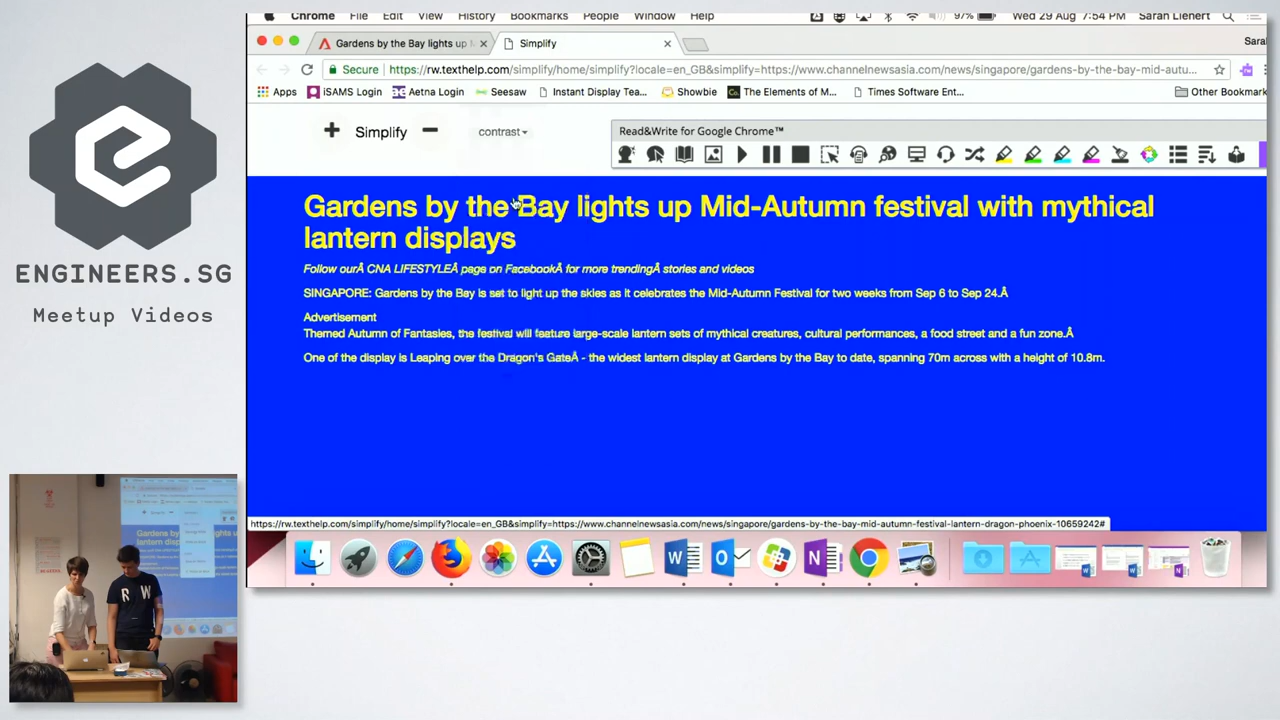 Chrome File Edit View History Bookmarks People Window Help 97% Wed 29 Aug 7:54 PM Sarah Lienert
Gardens by the Bay lights up M
Simplify
Sarah
Secure
https://rw.texthelp.com/simplify/home/simplify?locale=en_GB&simplify=https://www.channelnewsasia.com/news/singapore/gardens-by-the-bay-mid-autu...
Apps iSAMS Login Aetna Login Seesaw Instant Display Tea... Showbie The Elements of M... Times Software Ent... Other Bookmark
+ Simplify − contrast
Read&Write for Google Chrome™
Gardens by the Bay lights up Mid-Autumn festival with mythical
lantern displays
Follow ourÂ CNA LIFESTYLEÂ page on FacebookÂ for more trendingÂ stories and videos
SINGAPORE: Gardens by the Bay is set to light up the skies as it celebrates the Mid-Autumn Festival for two weeks from Sep 6 to Sep 24.Â
Advertisement
Themed Autumn of Fantasies, the festival will feature large-scale lantern sets of mythical creatures, cultural performances, a food street and a fun zone.Â
One of the display is Leaping over the Dragon's GateÂ - the widest lantern display at Gardens by the Bay to date, spanning 70m across with a height of 10.8m.
https://rw.texthelp.com/simplify/home/simplify?locale=en_GB&simplify=https://www.channelnewsasia.com/news/singapore/gardens-by-the-bay-mid-autumn-festival-lantern-dragon-phoenix-10659242#
ENGINEERS.SG
Meetup Videos
R W